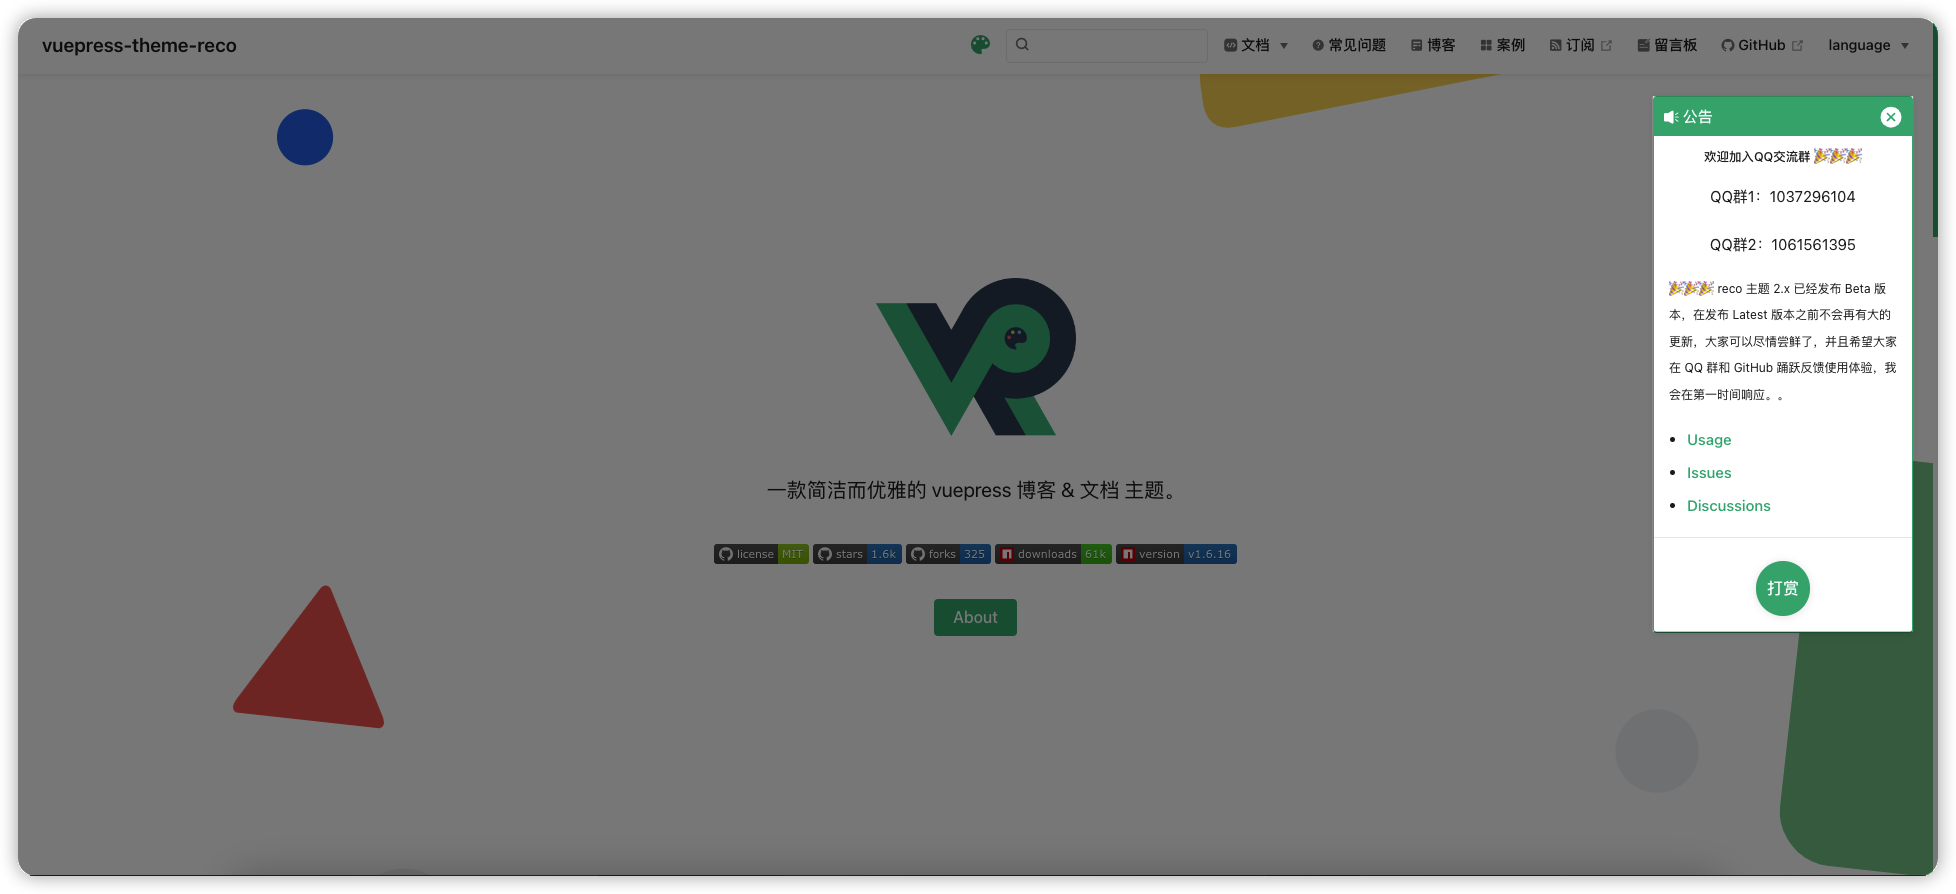 vuepress-theme-reco
文档
常见问题
博客
案例
订阅
留言板
GitHub
language
公告
欢迎加入QQ交流群 🎉🎉🎉
QQ群1：1037296104
QQ群2：1061561395
🎉🎉🎉 reco 主题 2.x 已经发布 Beta 版
本，在发布 Latest 版本之前不会再有大的
更新，大家可以尽情尝鲜了，并且希望大家
在 QQ 群和 GitHub 踊跃反馈使用体验，我
会在第一时间响应。。
Usage
Issues
Discussions
打赏
一款简洁而优雅的 vuepress 博客 & 文档 主题。
license MIT
stars 1.6k
forks 325
downloads 61k
version v1.6.16
About